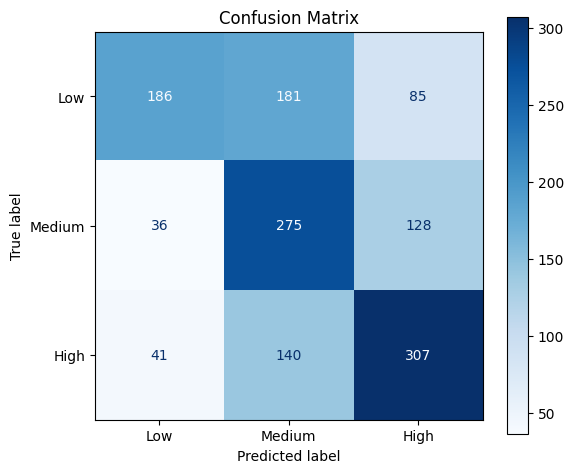 Confusion Matrix
Low 186 181 85
Medium 36 275 128
High 41 140 307
Low Medium High
Predicted label
True label
300
250
200
150
100
50